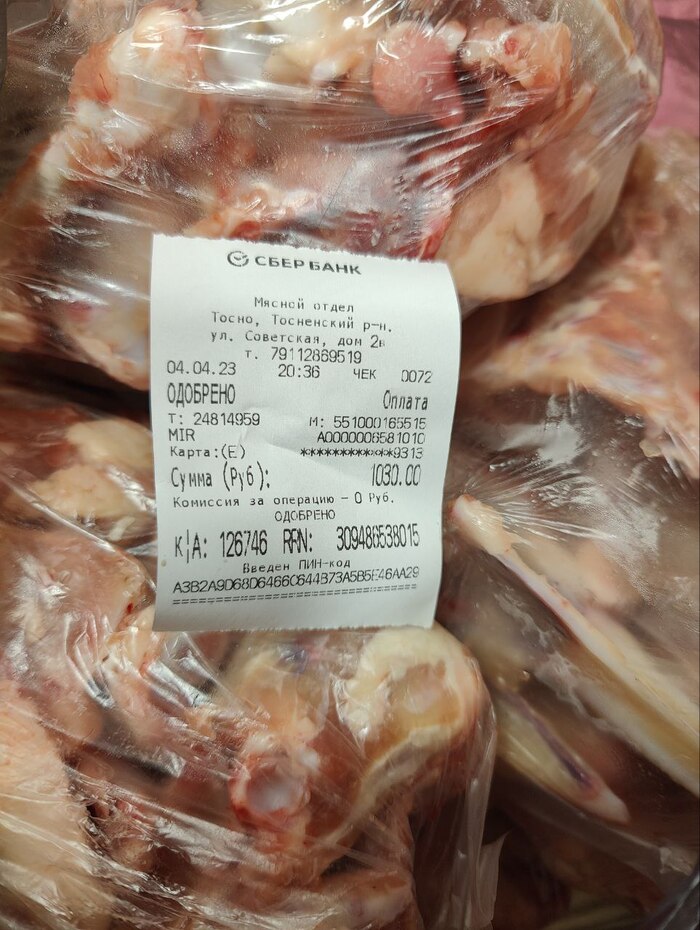 СБЕРБАНК
Мясной отдел
Тосно, Тосненский р-н,
ул. Советская, дом 2в
т. 79112869519
04.04.23 20:36 ЧЕК 0072
ОДОБРЕНО Оплата
Т: 24814959 М: 551000165515
MIR A0000006581010
Карта:(E) ************9313
Сумма (Руб): 1030.00
Комиссия за операцию – 0 Руб.
ОДОБРЕНО
К/А: 126746 RRN: 309486538015
Введен ПИН-код
A3B2A9D68D6466C644B73A5B5E46AA29
================================